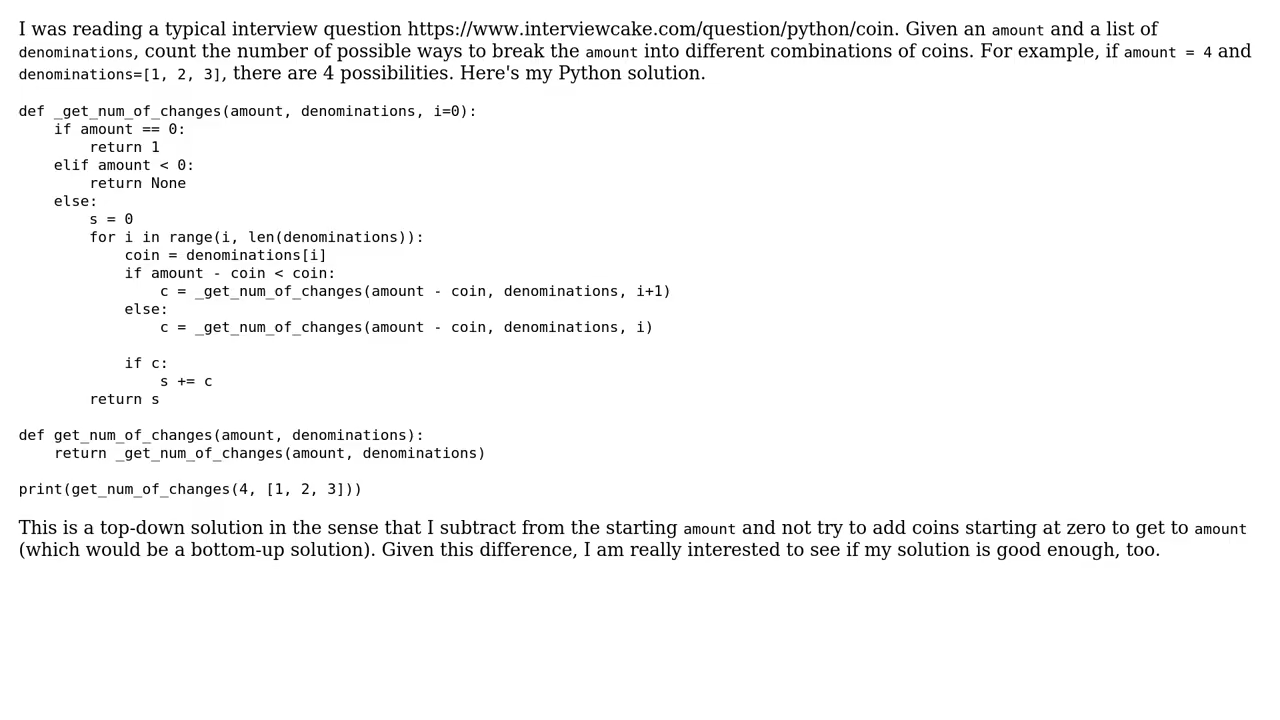 I was reading a typical interview question https://www.interviewcake.com/question/python/coin. Given an amount and a list of
denominations, count the number of possible ways to break the amount into different combinations of coins. For example, if amount = 4 and
denominations=[1, 2, 3], there are 4 possibilities. Here's my Python solution.
def _get_num_of_changes(amount, denominations, i=0):
    if amount == 0:
        return 1
    elif amount < 0:
        return None
    else:
        s = 0
        for i in range(i, len(denominations)):
            coin = denominations[i]
            if amount - coin < coin:
                c = _get_num_of_changes(amount - coin, denominations, i+1)
            else:
                c = _get_num_of_changes(amount - coin, denominations, i)

            if c:
                s += c
        return s

def get_num_of_changes(amount, denominations):
    return _get_num_of_changes(amount, denominations)

print(get_num_of_changes(4, [1, 2, 3]))
This is a top-down solution in the sense that I subtract from the starting amount and not try to add coins starting at zero to get to amount
(which would be a bottom-up solution). Given this difference, I am really interested to see if my solution is good enough, too.